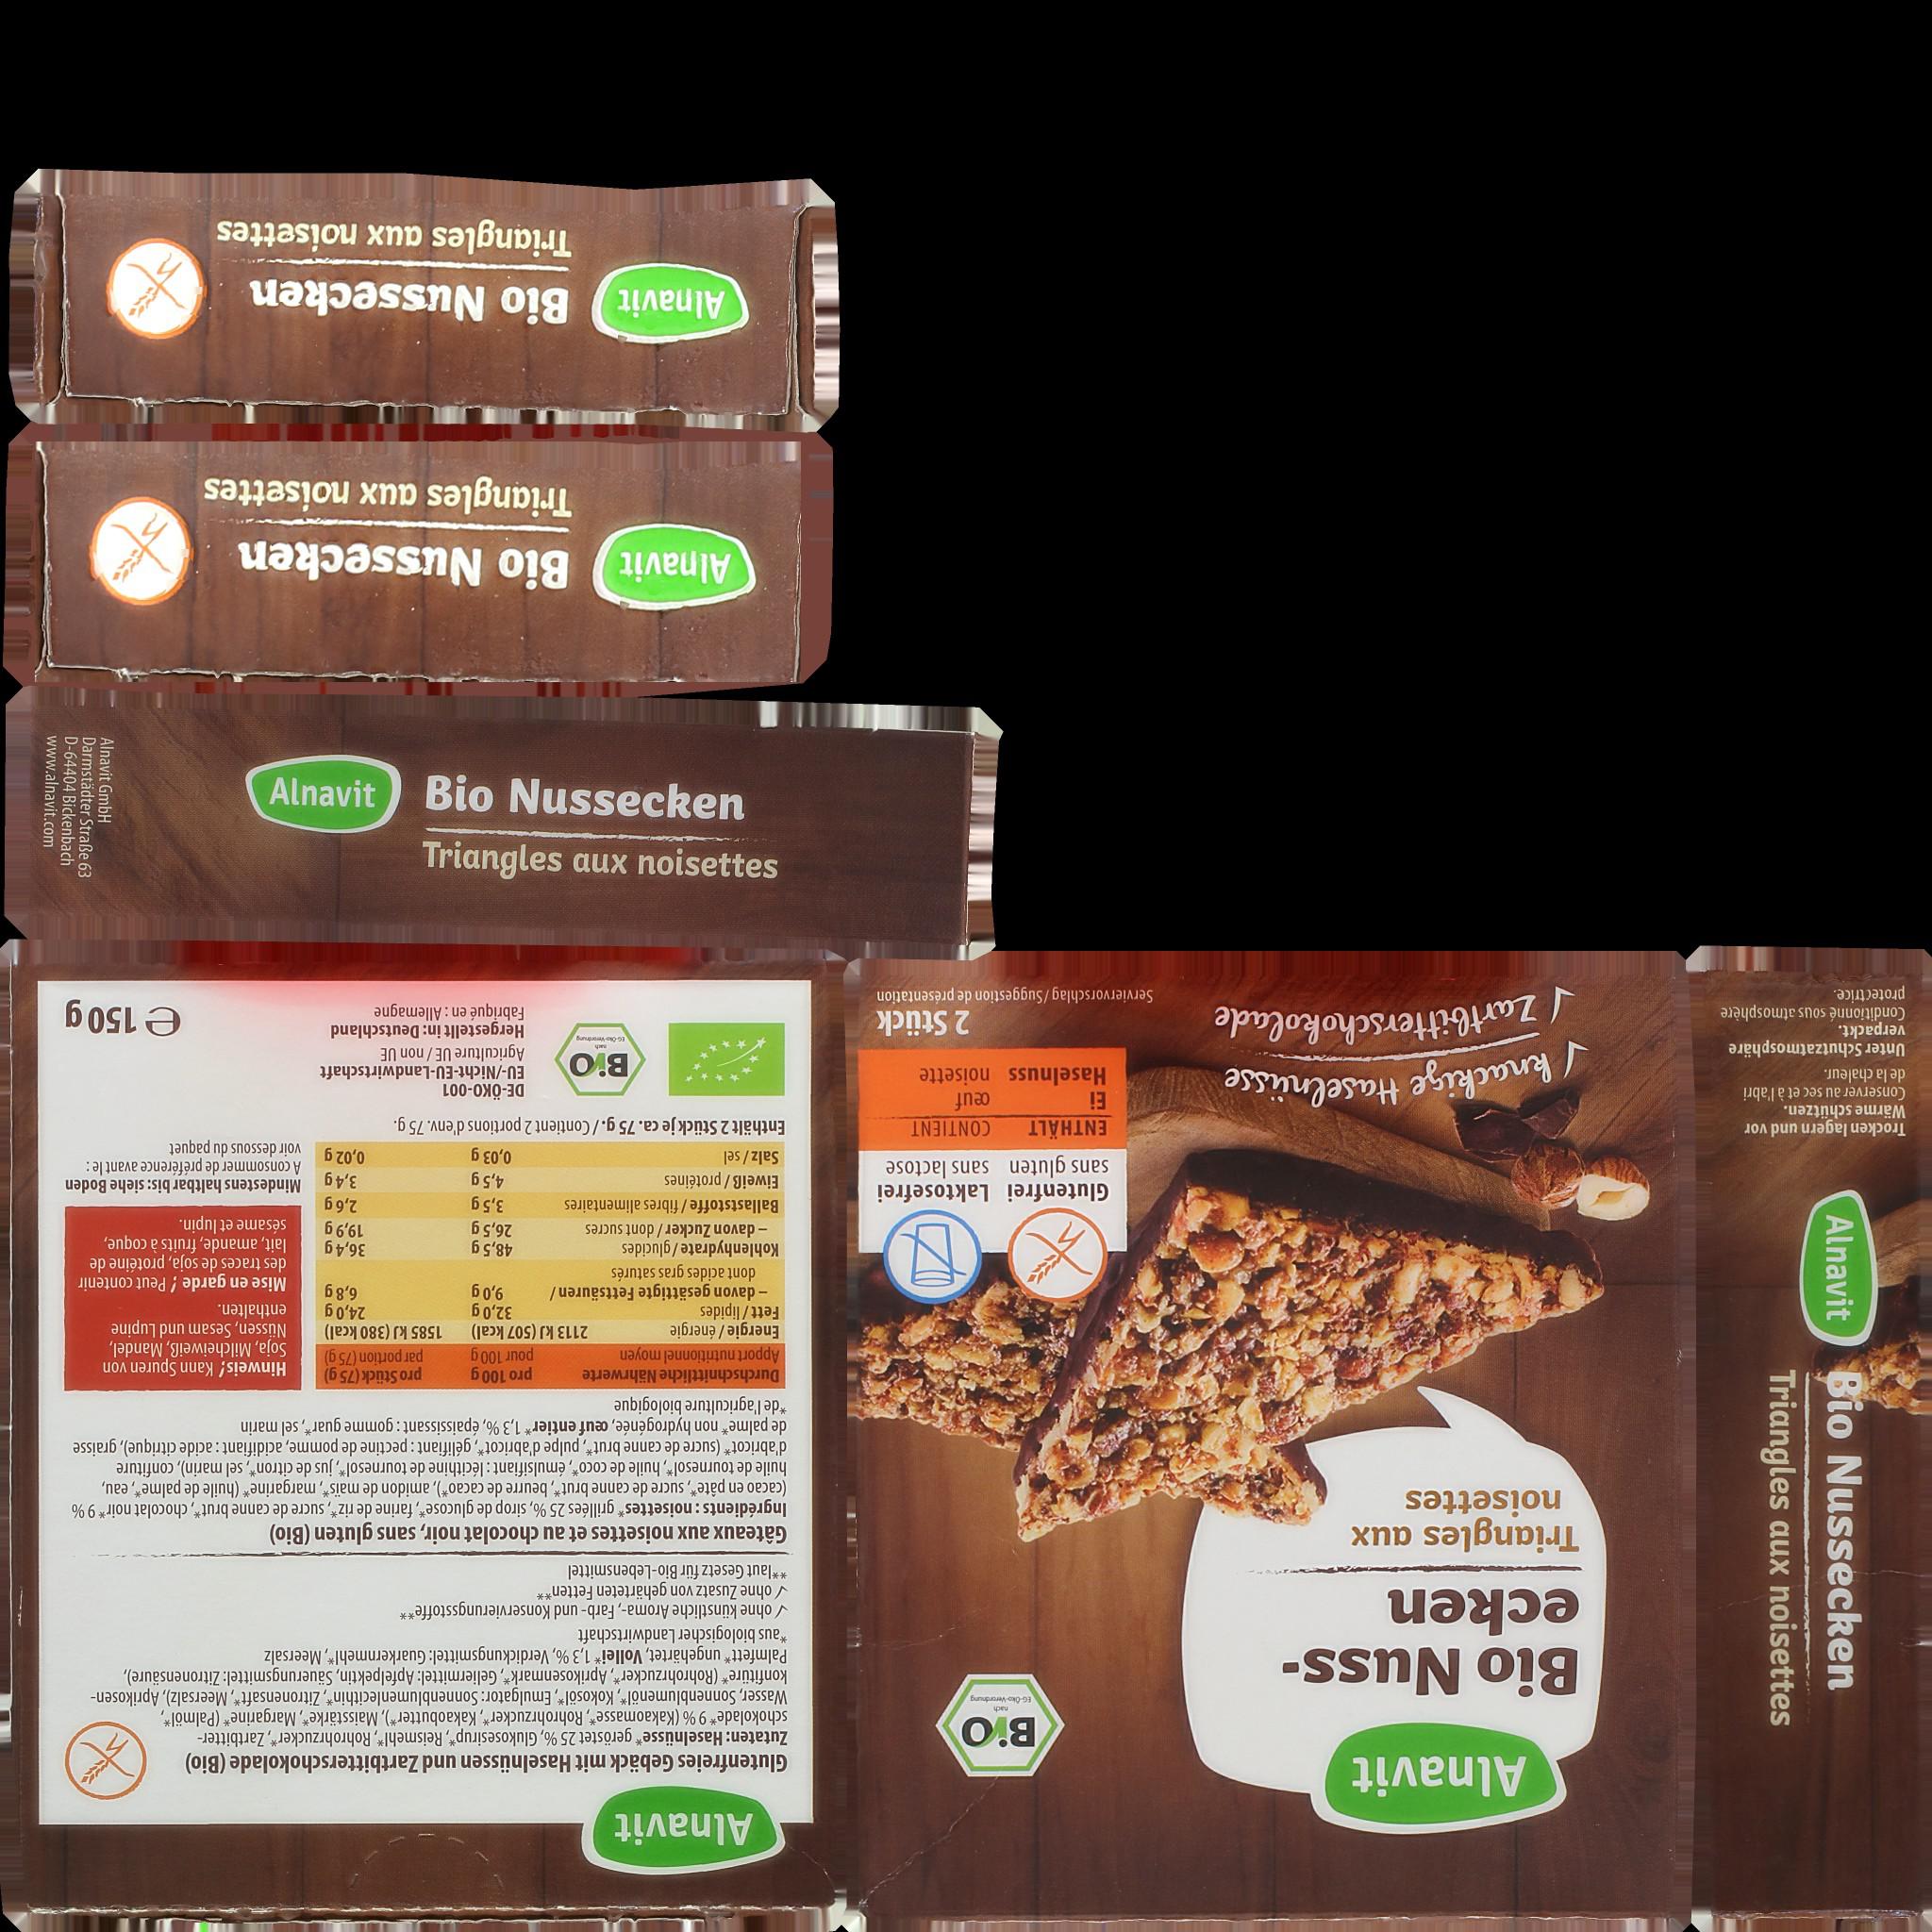 Alnavit
Bio Nussecken
Triangles aux noisettes
Alnavit
Bio Nussecken
Triangles aux noisettes
Alnavit
Bio Nussecken
Triangles aux noisettes
Alnavit GmbH
Darmstädter Straße 63
D-64404 Bickenbach
www.alnavit.com
Alnavit
Glutenfreies Gebäck mit Haselnüssen und Zartbitterschokolade (Bio)
Zutaten: Haselnüsse* geröstet 25 %, Glukosesirup*, Reismehl*, Rohrohrzucker*, Zartbitter-
schokolade* 9 % (Kakaomasse*, Rohrohrzucker*, Kakaobutter*), Maisstärke*, Margarine* (Palmöl*,
Wasser, Sonnenblumenöl*, Kokosöl*, Emulgator: Sonnenblumenlecithin*, Zitronensaft*, Meersalz), Aprikosen-
konfitüre* (Rohrohrzucker*, Aprikosenmark*, Geliermittel: Apfelpektin, Säuerungsmittel: Zitronensäure),
Palmfett* ungehärtet, Vollei* 1,3 %, Verdickungsmittel: Guarkernmehl*, Meersalz
*aus biologischer Landwirtschaft
✓ ohne künstliche Aroma-, Farb- und Konservierungsstoffe**
✓ ohne Zusatz von gehärteten Fetten**
**laut Gesetz für Bio-Lebensmittel
Gâteaux aux noisettes et au chocolat noir, sans gluten (Bio)
Ingrédients : noisettes* grillées 25 %, sirop de glucose*, farine de riz*, sucre de canne brut*, chocolat noir* 9 %
(cacao en pâte*, sucre de canne brut*, beurre de cacao*), amidon de maïs*, margarine* (huile de palme*, eau,
huile de tournesol*, huile de coco*, émulsifiant : lécithine de tournesol*, jus de citron*, sel marin), confiture
d'abricot* (sucre de canne brut*, pulpe d'abricot*, gélifiant : pectine de pomme, acidifiant : acide citrique), graisse
de palme* non hydrogénée, œuf entier* 1,3 %, épaississant : gomme guar*, sel marin
*de l'agriculture biologique
Durchschnittliche Nährwerte pro 100 g pro Stück (75 g)
Apport nutritionnel moyen pour 100 g par portion (75 g)
Energie / énergie 2113 kJ (507 kcal) 1585 kJ (380 kcal)
Fett / lipides 32,0 g 24,0 g
– davon gesättigte Fettsäuren / 9,0 g 6,8 g
dont acides gras saturés
Kohlenhydrate / glucides 48,5 g 36,4 g
– davon Zucker / dont sucres 26,5 g 19,9 g
Ballaststoffe / fibres alimentaires 3,5 g 2,6 g
Eiweiß / protéines 4,5 g 3,4 g
Salz / sel 0,03 g 0,02 g
Hinweis! Kann Spuren von
Soja, Milcheiweiß, Mandel,
Nüssen, Sesam und Lupine
enthalten.
Mise en garde ! Peut contenir
des traces de soja, protéine de
lait, amande, fruits à coque,
sésame et lupin.
Mindestens haltbar bis: siehe Boden
A consommer de préférence avant le :
voir dessous du paquet
Enthält 2 Stück je ca. 75 g. / Contient 2 portions d'env. 75 g.
DE-ÖKO-001
EU-/Nicht-EU-Landwirtschaft
Agriculture UE / non UE
Hergestellt in: Deutschland
Fabriqué en : Allemagne
Bio
nach
EG-Öko-Verordnung
℮ 150 g
Alnavit
Bio Nuss-
ecken
Triangles aux
noisettes
Bio
nach
EG-Öko-Verordnung
Glutenfrei
sans gluten
Laktosefrei
sans lactose
ENTHÄLT CONTIENT
Ei œuf
Haselnuss noisette
✓ knackige Haselnüsse
✓ Zartbitterschokolade
2 Stück
Serviervorschlag / Suggestion de présentation
Alnavit
Bio Nussecken
Triangles aux noisettes
Trocken lagern und vor
Wärme schützen.
Conserver au sec et à l'abri
de la chaleur.
Unter Schutzatmosphäre
verpackt.
Conditionné sous atmosphère
protectrice.